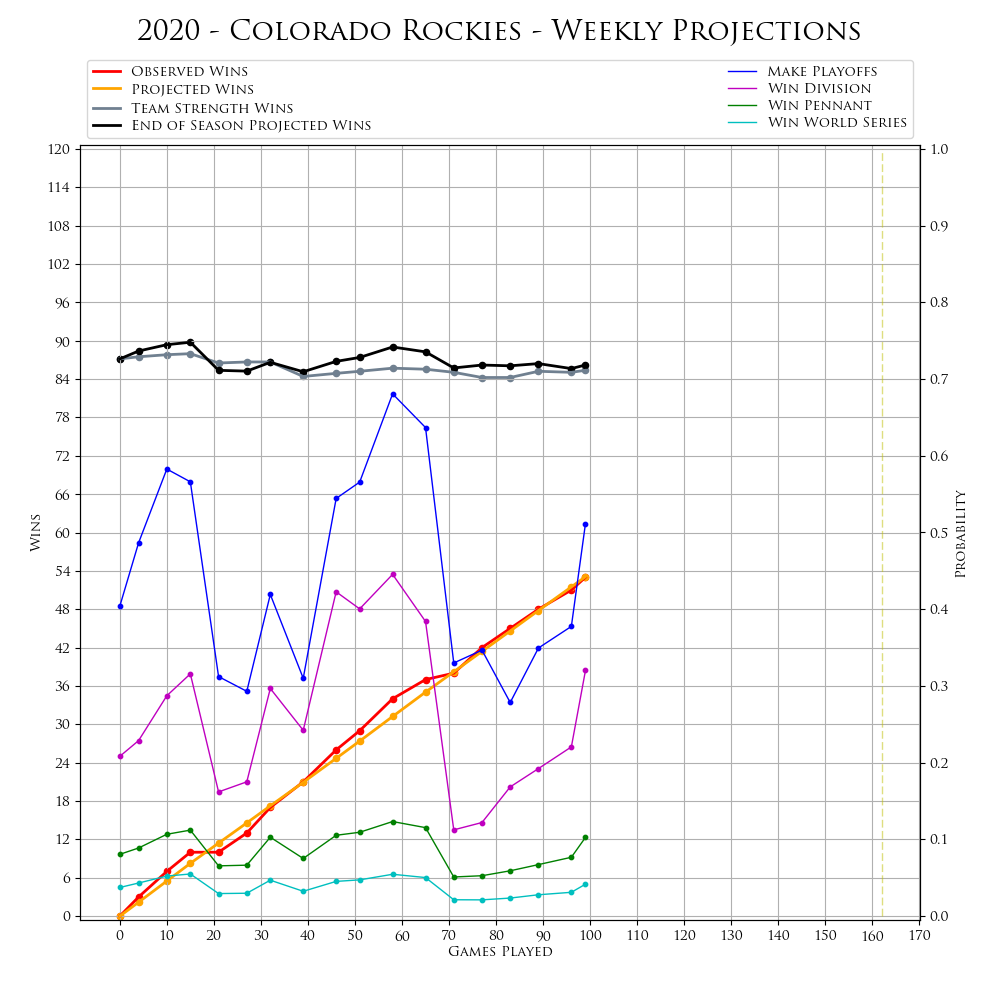 2020 - Colorado Rockies - Weekly Projections
Observed Wins
Projected Wins
Team Strength Wins
End of Season Projected Wins
Make Playoffs
Win Division
Win Pennant
Win World Series
120
114
108
102
96
90
84
78
72
66
60
54
48
42
36
30
24
18
12
6
0
Wins
1.0
0.9
0.8
0.7
0.6
0.5
0.4
0.3
0.2
0.1
0.0
Probability
0 10 20 30 40 50 60 70 80 90 100 110 120 130 140 150 160 170
Games Played